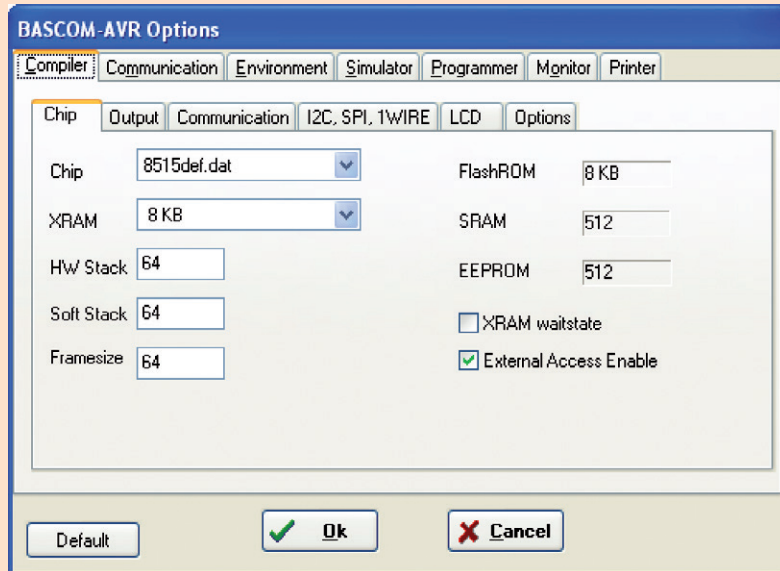 BASCOM-AVR Options
Compiler Communication Environment Simulator Programmer Monitor Printer
Chip Output Communication I2C, SPI, 1WIRE LCD Options
Chip 8515def.dat FlashROM 8 KB
XRAM 8 KB SRAM 512
HW Stack 64 EEPROM 512
Soft Stack 64 XRAM waitstate
Framesize 64 External Access Enable
Default Ok Cancel